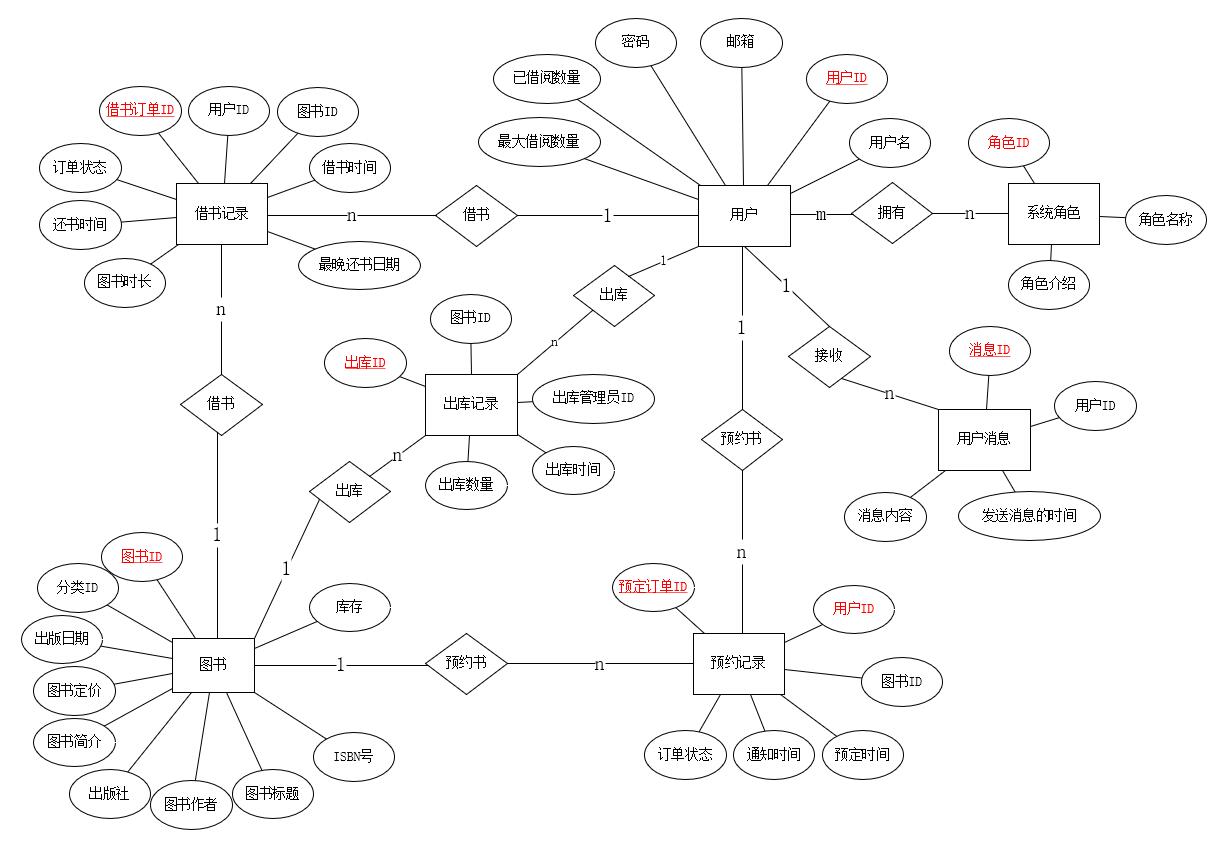 密码
邮箱
已借阅数量
用户ID
借书订单ID
用户ID
图书ID
最大借阅数量
用户名
角色ID
订单状态
借书时间
借书记录
n
借书
1
用户
m
拥有
n
系统角色
角色名称
还书时间
图书时长
最晚还书日期
1
出库
1
角色介绍
n
图书ID
1
n
接收
消息ID
出库ID
出库记录
出库管理员ID
n
用户ID
借书
预约书
用户消息
n
出库
出库数量
出库时间
消息内容
发送消息的时间
1
n
图书ID
1
分类ID
库存
预定订单ID
用户ID
出版日期
图书
1
预约书
n
预约记录
图书ID
图书定价
图书简介
ISBN号
订单状态
通知时间
预定时间
出版社
图书作者
图书标题